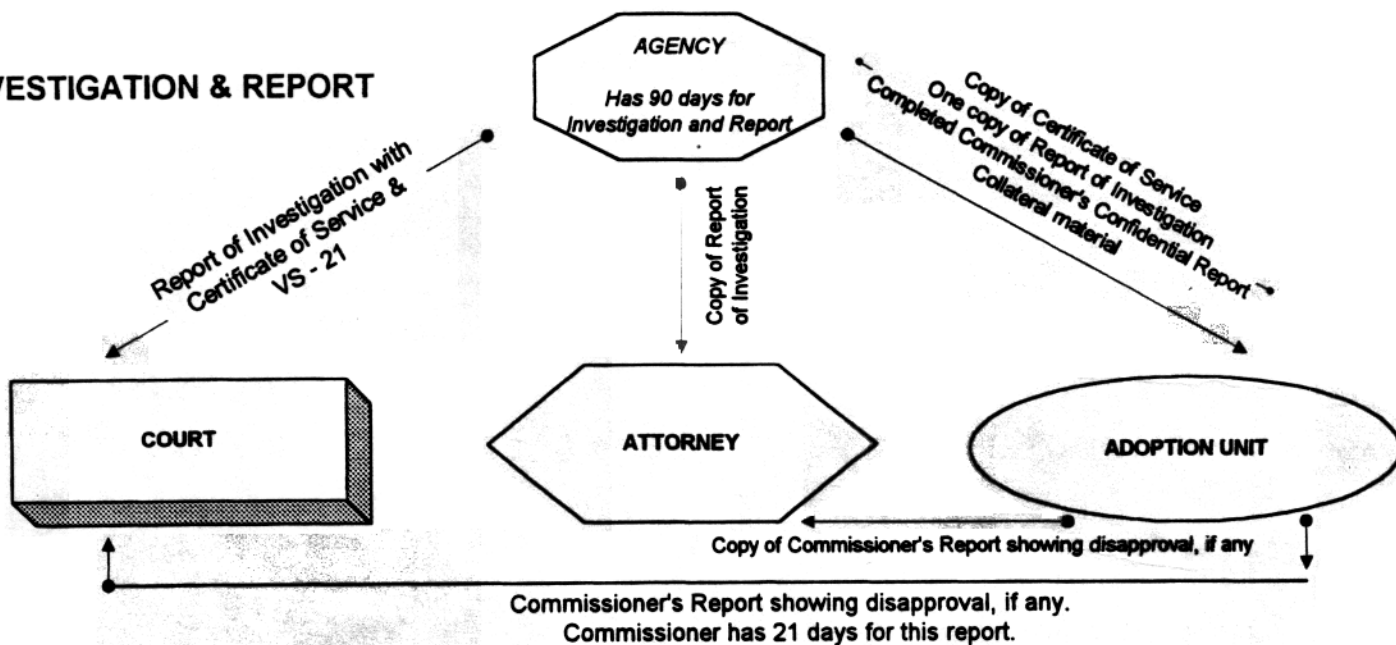 AGENCY
Has 90 days for
Investigation and Report
VESTIGATION & REPORT
Report of Investigation with
Certificate of Service &
VS - 21
Copy of Report
of Investigation
Copy of Certificate of Service
One copy of Report of Investigation
Completed Commissioner's Confidential Report
Collateral material
COURT
ATTORNEY
ADOPTION UNIT
Copy of Commissioner's Report showing disapproval, if any
Commissioner's Report showing disapproval, if any.
Commissioner has 21 days for this report.